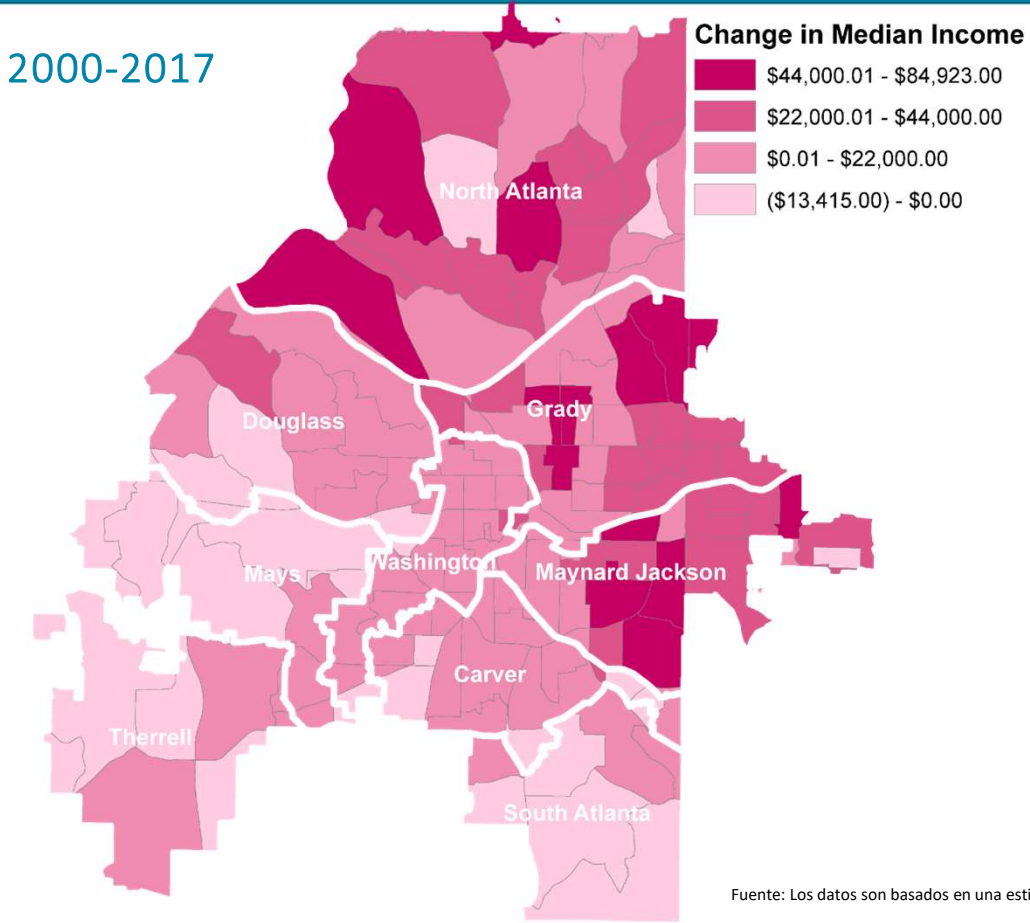 2000-2017
Change in Median Income
$44,000.01 - $84,923.00
$22,000.01 - $44,000.00
$0.01 - $22,000.00
($13,415.00) - $0.00
North Atlanta
Douglass
Grady
Mays
Washington
Maynard Jackson
Carver
Therrell
South Atlanta
Fuente: Los datos son basados en una esti